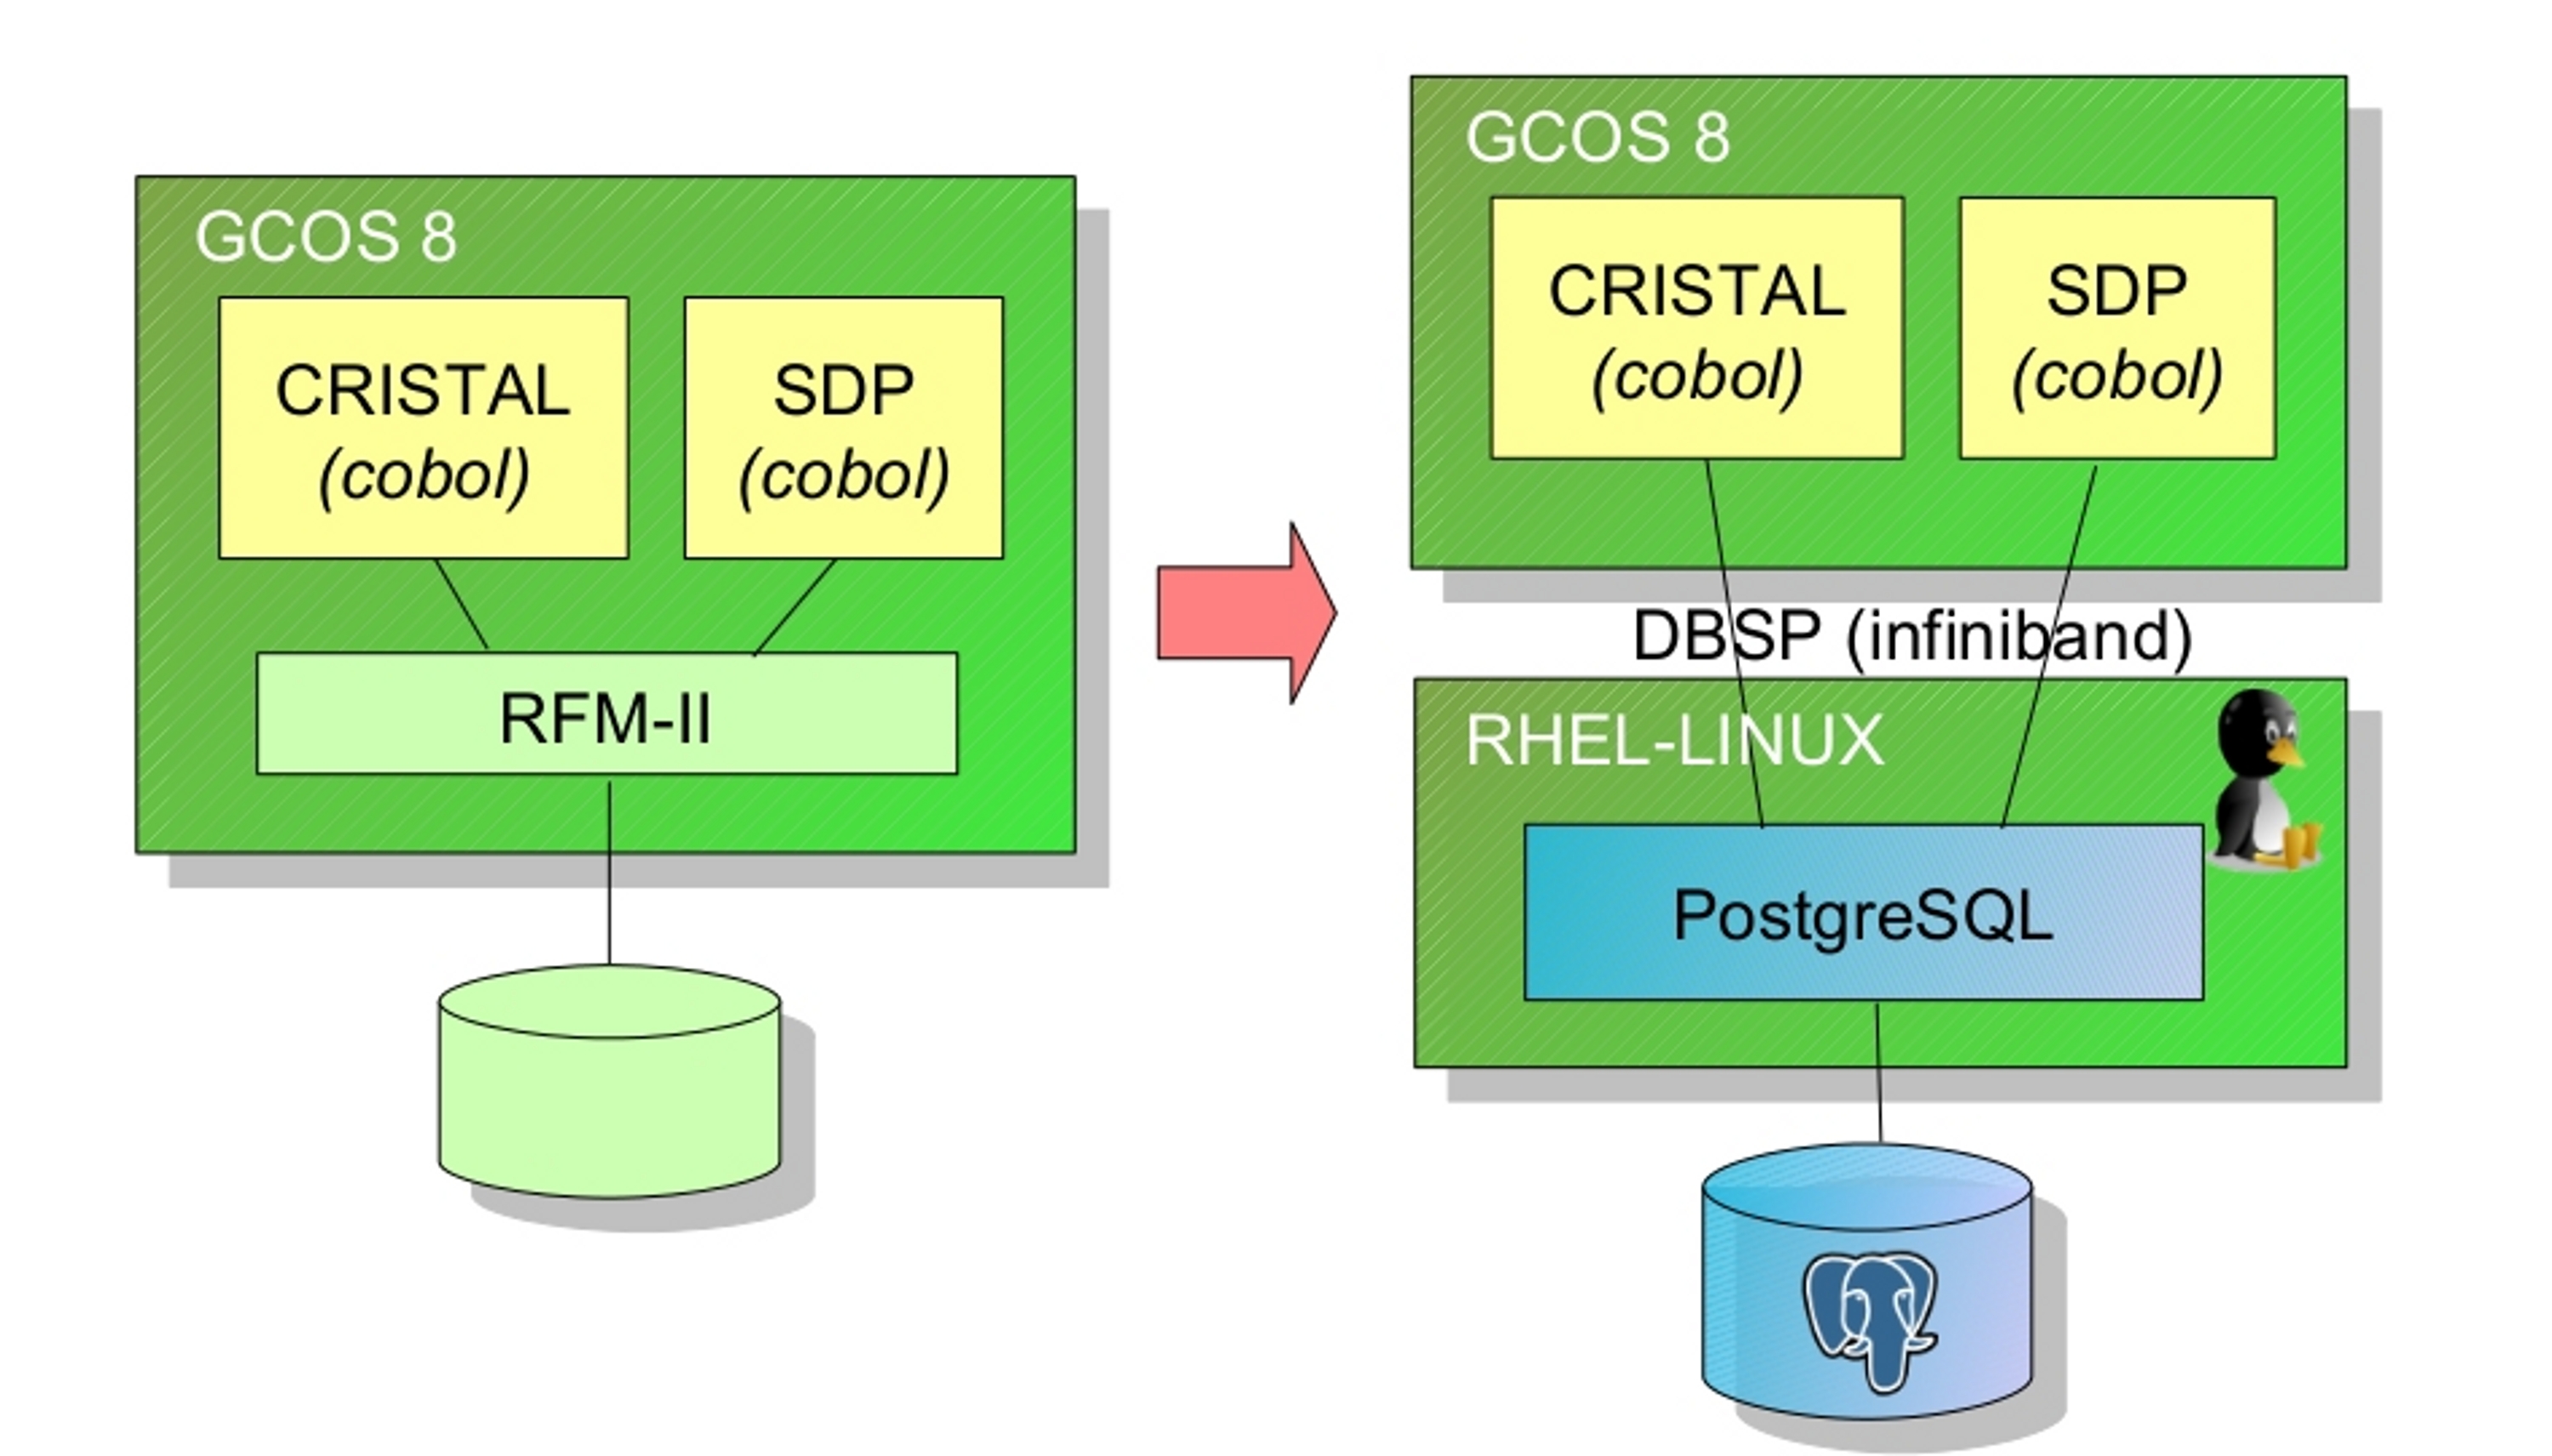 GCOS 8
CRISTAL
(cobol)
SDP
(cobol)
RFM-II
GCOS 8
CRISTAL
(cobol)
SDP
(cobol)
DBSP (infiniband)
RHEL-LINUX
PostgreSQL